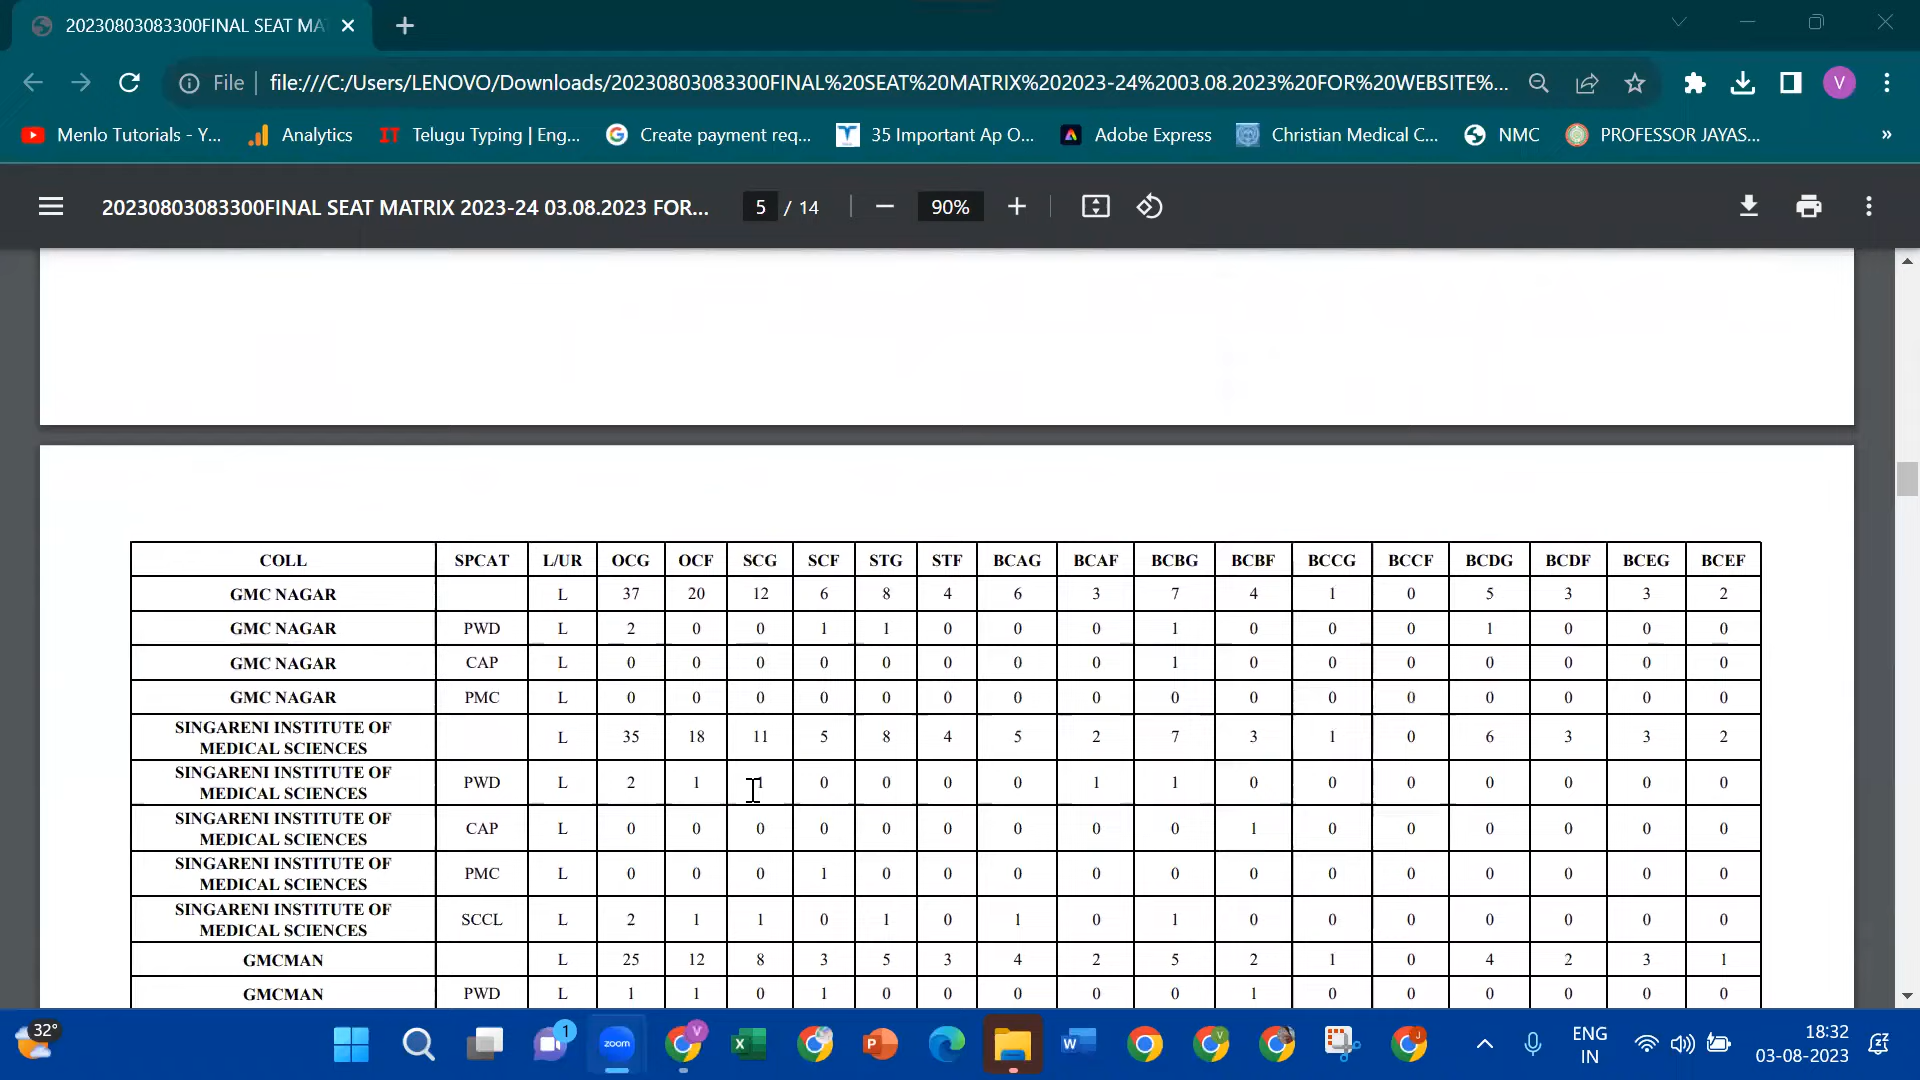 20230803083300FINAL SEAT MA
File file:///C:/Users/LENOVO/Downloads/20230803083300FINAL%20SEAT%20MATRIX%202023-24%2003.08.2023%20FOR%20WEBSITE%... V
Menlo Tutorials - Y... Analytics Telugu Typing | Eng... Create payment req... 35 Important Ap O... Adobe Express Christian Medical C... NMC PROFESSOR JAYAS... »
20230803083300FINAL SEAT MATRIX 2023-24 03.08.2023 FOR... 5 / 14 90%
COLL SPCAT L/UR OCG OCF SCG SCF STG STF BCAG BCAF BCBG BCBF BCCG BCCF BCDG BCDF BCEG BCEF
GMC NAGAR L 37 20 12 6 8 4 6 3 7 4 1 0 5 3 3 2
GMC NAGAR PWD L 2 0 0 1 1 0 0 0 1 0 0 0 1 0 0 0
GMC NAGAR CAP L 0 0 0 0 0 0 0 0 1 0 0 0 0 0 0 0
GMC NAGAR PMC L 0 0 0 0 0 0 0 0 0 0 0 0 0 0 0 0
SINGARENI INSTITUTE OF
MEDICAL SCIENCES L 35 18 11 5 8 4 5 2 7 3 1 0 6 3 3 2
SINGARENI INSTITUTE OF
MEDICAL SCIENCES PWD L 2 1 1 0 0 0 0 1 1 0 0 0 0 0 0 0
SINGARENI INSTITUTE OF
MEDICAL SCIENCES CAP L 0 0 0 0 0 0 0 0 0 1 0 0 0 0 0 0
SINGARENI INSTITUTE OF
MEDICAL SCIENCES PMC L 0 0 0 1 0 0 0 0 0 0 0 0 0 0 0 0
SINGARENI INSTITUTE OF
MEDICAL SCIENCES SCCL L 2 1 1 0 1 0 1 0 1 0 0 0 0 0 0 0
GMCMAN L 25 12 8 3 5 3 4 2 5 2 1 0 4 2 3 1
GMCMAN PWD L 1 1 0 1 0 0 0 0 0 1 0 0 0 0 0 0
32° 1 zoom V X P W V J ENG 18:32
IN 03-08-2023